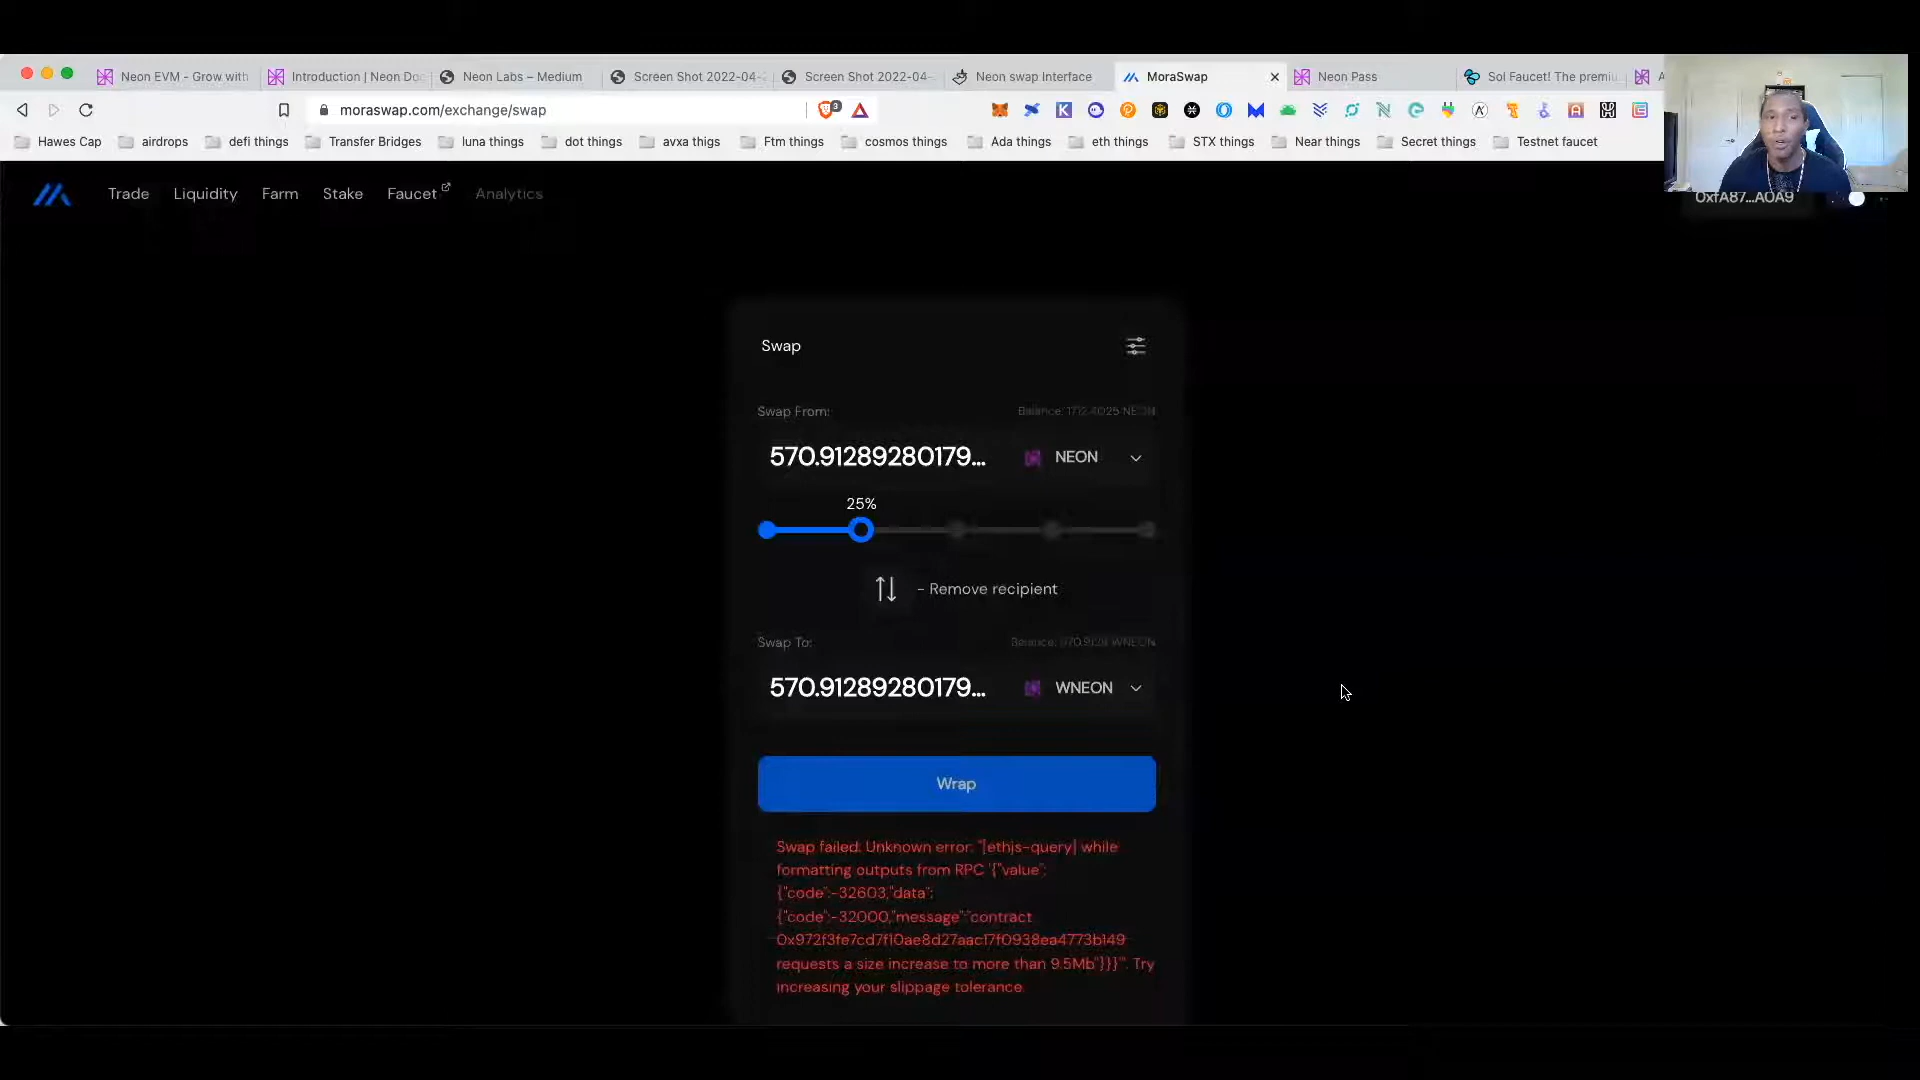 Neon EVM - Grow with
Introduction | Neon Doc
Neon Labs – Medium
Screen Shot 2022-04-
Screen Shot 2022-04-
Neon swap Interface
MoraSwap
Neon Pass
Sol Faucet! The premiu
A
moraswap.com/exchange/swap
3
Hawes Cap
airdrops
defi things
Transfer Bridges
luna things
dot things
avxa thigs
Ftm things
cosmos things
Ada things
eth things
STX things
Near things
Secret things
Testnet faucet
Trade
Liquidity
Farm
Stake
Faucet
Analytics
0xfA87...A0A9
Swap
Swap From:
Balance: 1712.4025 NEON
570.91289280179...
NEON
25%
- Remove recipient
Swap To:
WNEON
570.91289280179...
WNEON
Wrap
Swap failed: Unknown error: "[ethjs-query] while
formatting outputs from RPC '{"value":
{"code":-32603,"data":
{"code":-32000,"message":"contract
0x972f3fe7cd7f10ae8d27aac17f0938ea4773b149
requests a size increase to more than 9.5Mb"}}}'". Try
increasing your slippage tolerance.